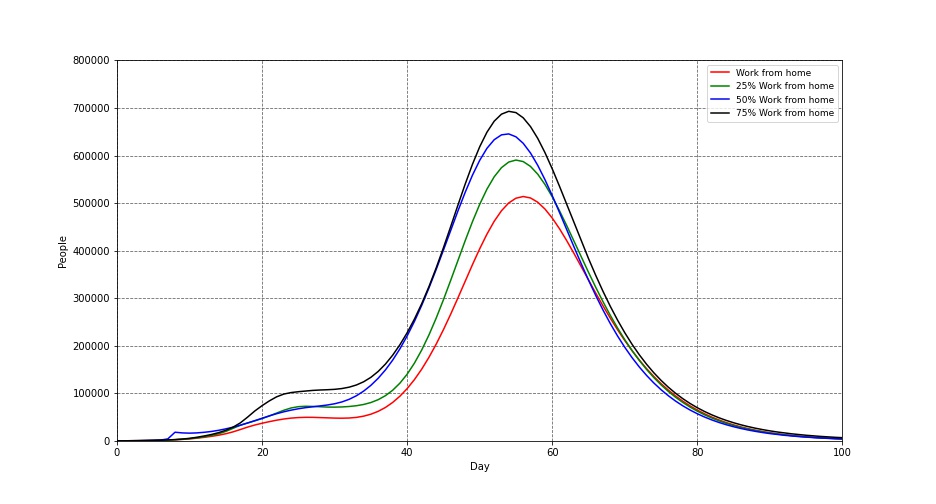 800000
700000
600000
500000
400000
300000
200000
100000
0
People
0 20 40 60 80 100
Day
Work from home
25% Work from home
50% Work from home
75% Work from home